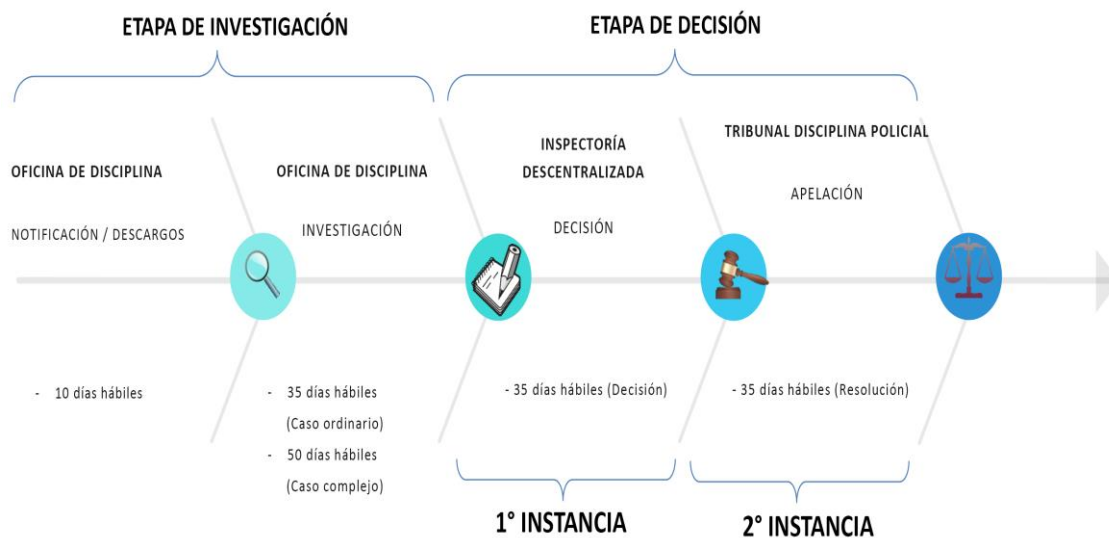 ETAPA DE INVESTIGACIÓN
ETAPA DE DECISIÓN
OFICINA DE DISCIPLINA
NOTIFICACIÓN / DESCARGOS
OFICINA DE DISCIPLINA
INVESTIGACIÓN
INSPECTORÍA
DESCENTRALIZADA
DECISIÓN
TRIBUNAL DISCIPLINA POLICIAL
APELACIÓN
- 10 días hábiles
- 35 días hábiles
(Caso ordinario)
- 50 días hábiles
(Caso complejo)
- 35 días hábiles (Decisión)
- 35 días hábiles (Resolución)
1° INSTANCIA
2° INSTANCIA